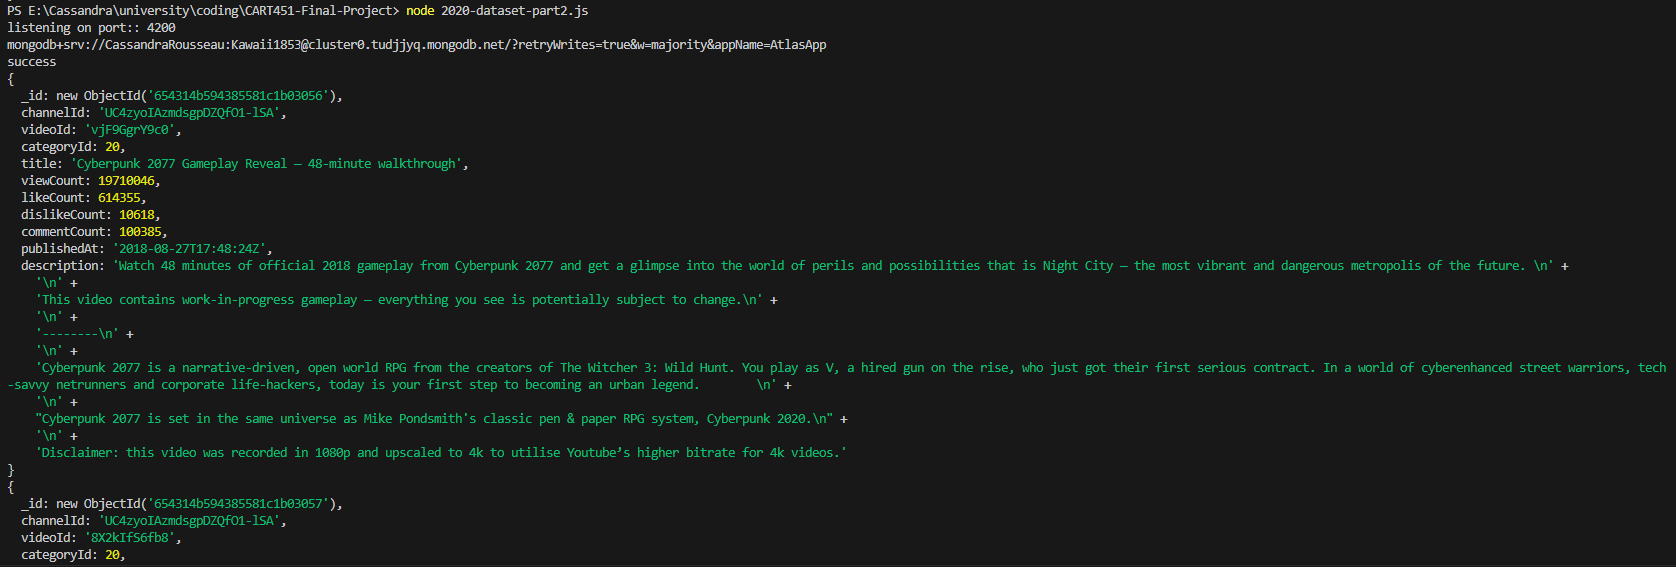 PS E:\Cassandra\university\coding\CART451-Final-Project> node 2020-dataset-part2.js
listening on port:: 4200
mongodb+srv://CassandraRousseau:Kawaii1853@cluster0.tudjjyq.mongodb.net/?retryWrites=true&w=majority&appName=AtlasApp
success
{
  _id: new ObjectId('654314b594385581c1b03056'),
  channelId: 'UC4zyoIAzmdsgpDZQfO1-lSA',
  videoId: 'vjF9GgrY9c0',
  categoryId: 20,
  title: 'Cyberpunk 2077 Gameplay Reveal — 48-minute walkthrough',
  viewCount: 19710046,
  likeCount: 614355,
  dislikeCount: 10618,
  commentCount: 100385,
  publishedAt: '2018-08-27T17:48:24Z',
  description: 'Watch 48 minutes of official 2018 gameplay from Cyberpunk 2077 and get a glimpse into the world of perils and possibilities that is Night City — the most vibrant and dangerous metropolis of the future. \n' +
    '\n' +
    'This video contains work-in-progress gameplay — everything you see is potentially subject to change.\n' +
    '\n' +
    '--------\n' +
    '\n' +
    'Cyberpunk 2077 is a narrative-driven, open world RPG from the creators of The Witcher 3: Wild Hunt. You play as V, a hired gun on the rise, who just got their first serious contract. In a world of cyberenhanced street warriors, tech
-savvy netrunners and corporate life-hackers, today is your first step to becoming an urban legend.        \n' +
    '\n' +
    "Cyberpunk 2077 is set in the same universe as Mike Pondsmith's classic pen & paper RPG system, Cyberpunk 2020.\n" +
    '\n' +
    'Disclaimer: this video was recorded in 1080p and upscaled to 4k to utilise Youtube’s higher bitrate for 4k videos.'
}
{
  _id: new ObjectId('654314b594385581c1b03057'),
  channelId: 'UC4zyoIAzmdsgpDZQfO1-lSA',
  videoId: '8X2kIfS6fb8',
  categoryId: 20,